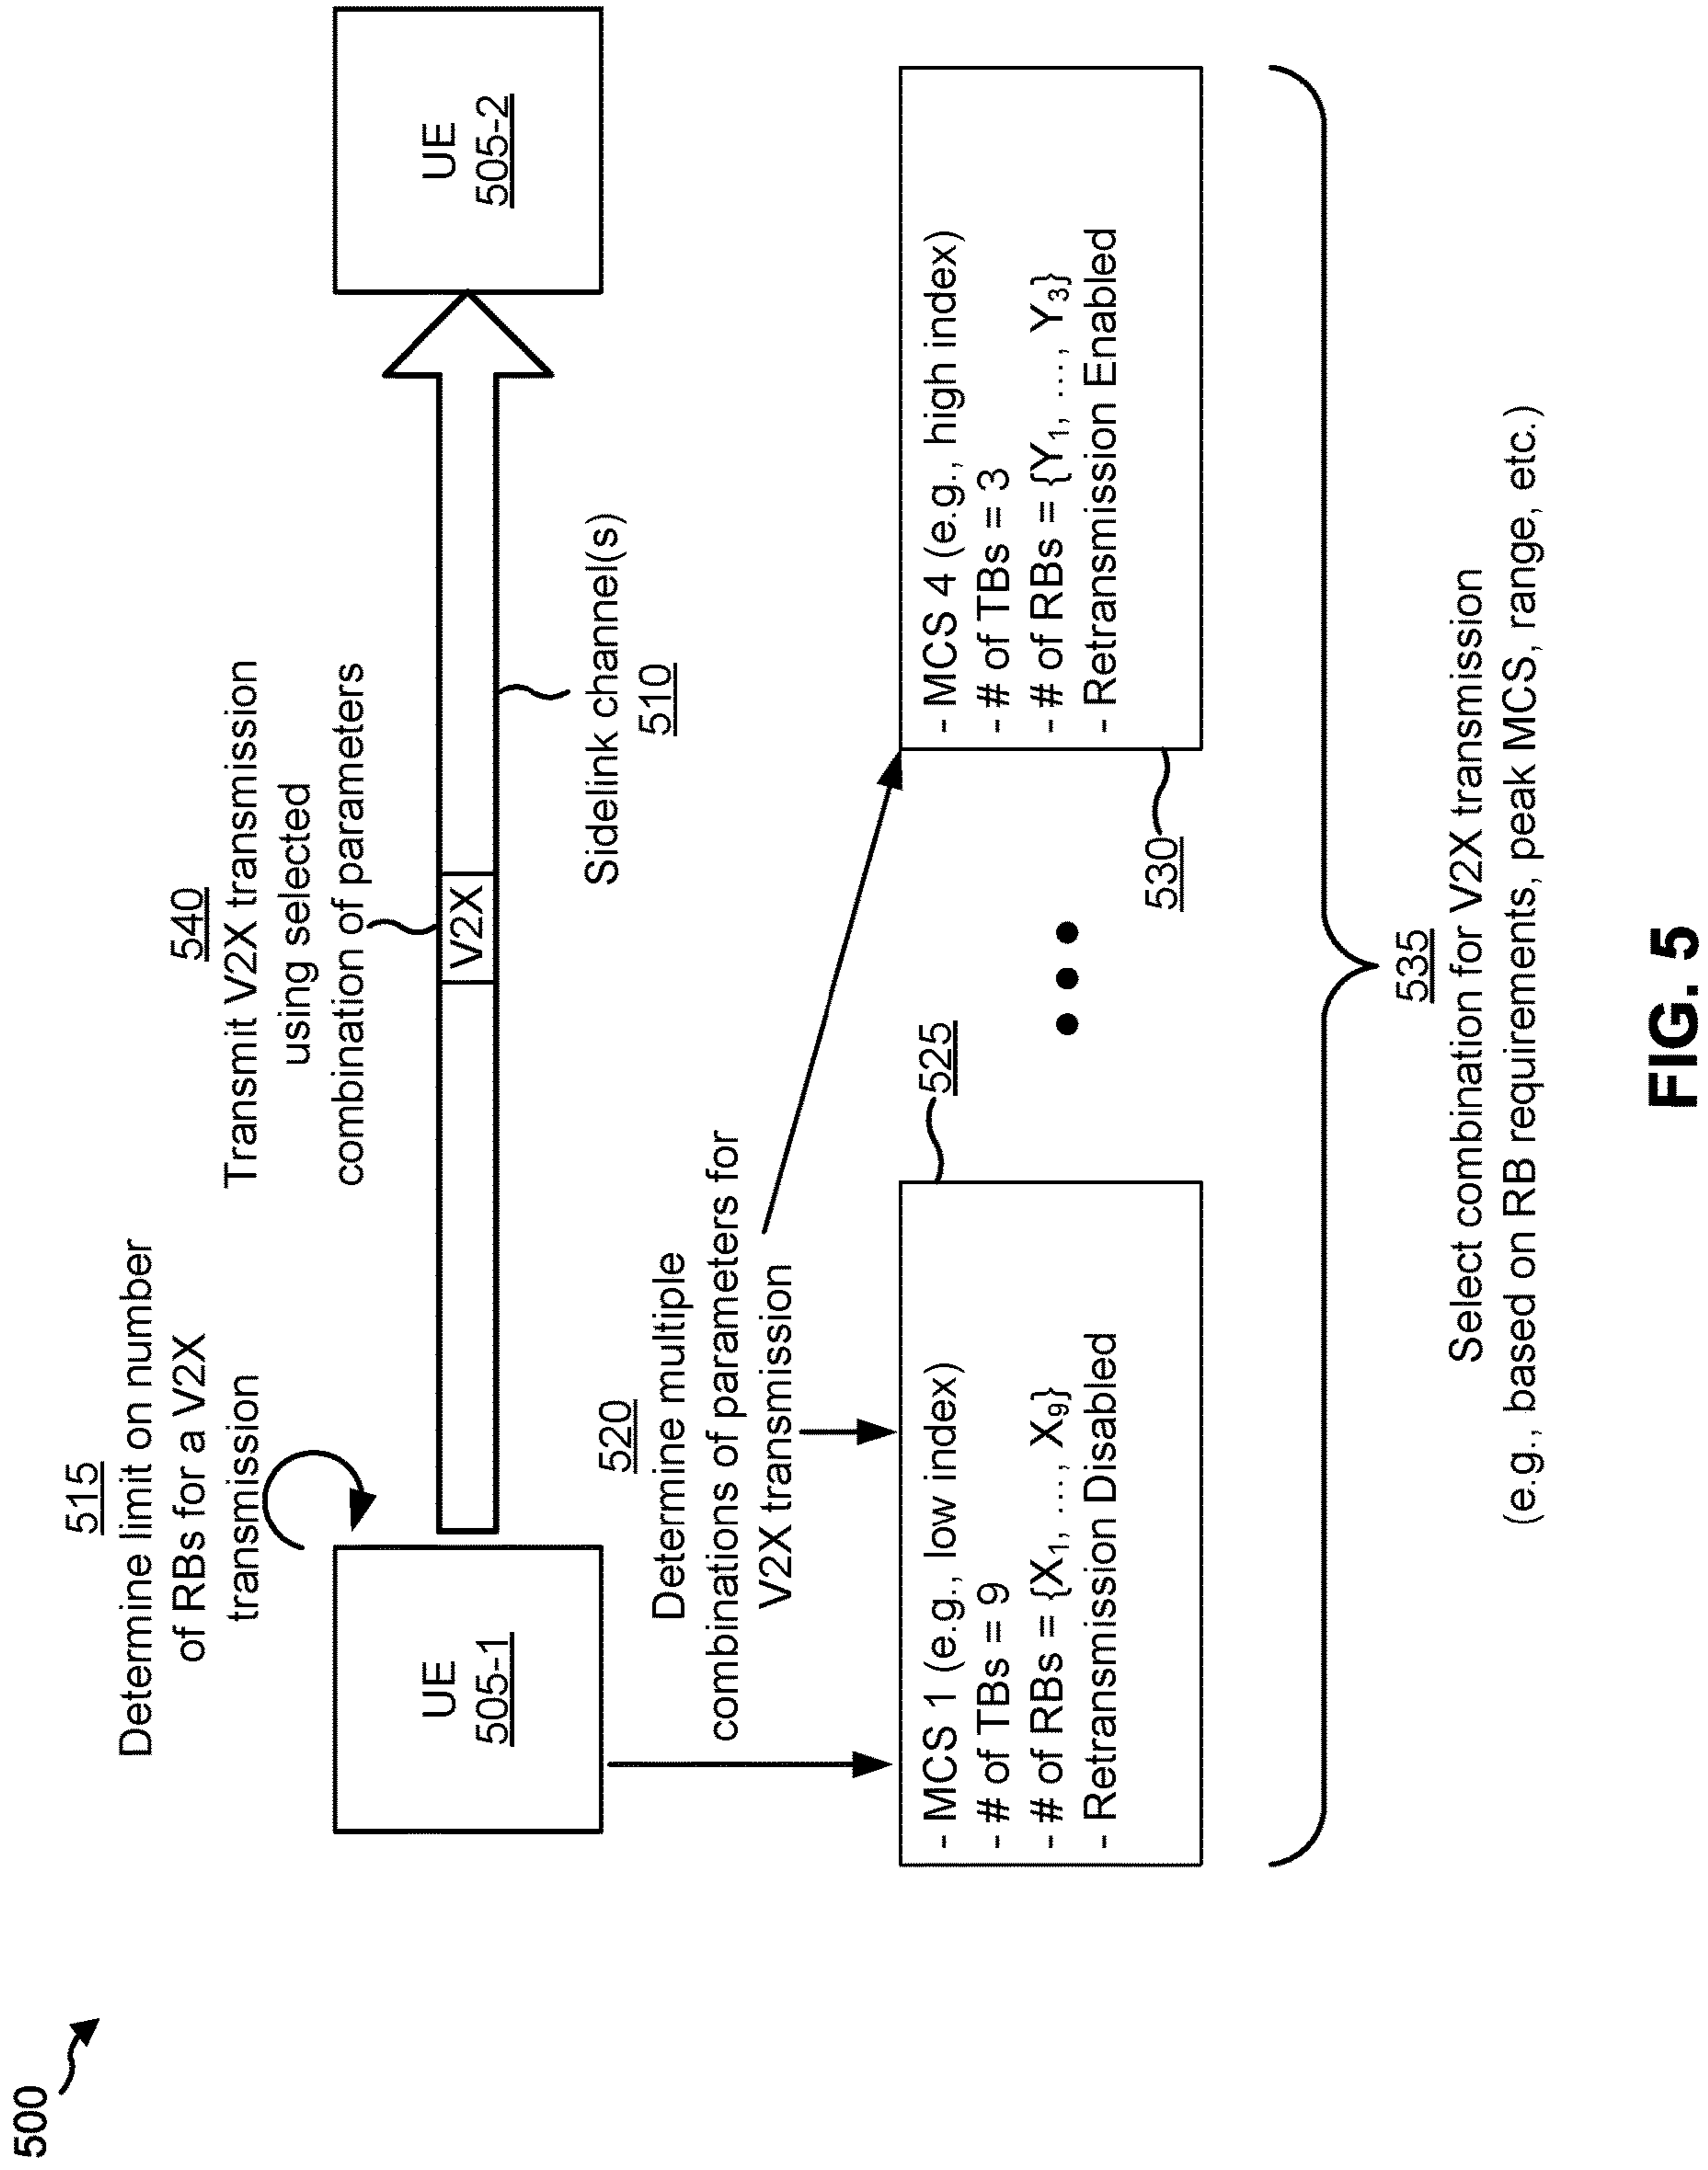 500
515
Determine limit on number
of RBs for a V2X
transmission
540
Transmit V2X transmission
using selected
combination of parameters
UE
505-1
V2X
UE
505-2
Sidelink channel(s)
510
520
Determine multiple
combinations of parameters for
V2X transmission
525
- MCS 1 (e.g., low index)
- # of TBs = 9
- # of RBs = {X₁, ..., X₉}
- Retransmission Disabled
530
- MCS 4 (e.g., high index)
- # of TBs = 3
- # of RBs = {Y₁, ..., Y₃}
- Retransmission Enabled
535
Select combination for V2X transmission
(e.g., based on RB requirements, peak MCS, range, etc.)
FIG. 5